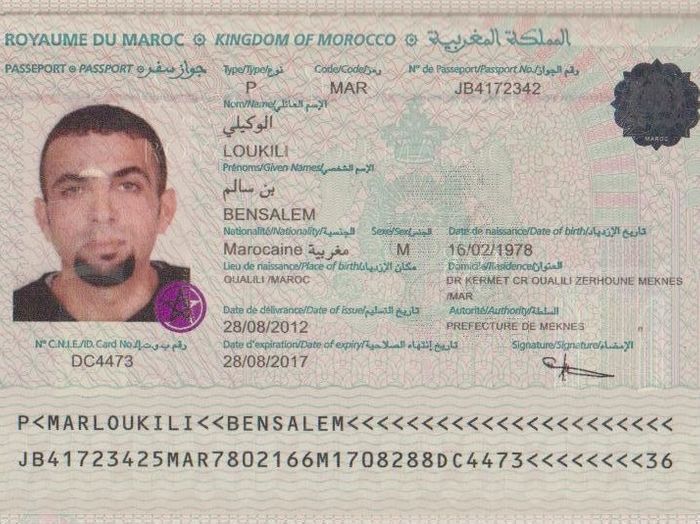 ROYAUME DU MAROC KINGDOM OF MOROCCO المملكة المغربية
PASSEPORT PASSPORT جواز سفر
Type/Type/نوع Code/Code/رمز N° de Passeport/Passport No./رقم الجواز
P MAR JB4172342
Nom/Name/الإسم العائلي
الوكيلي
LOUKILI
MAROC
Prénoms/Given Names/الإسم الشخصي
بن سالم
BENSALEM
Nationalité/Nationality/الجنسية Sexe/Sex/الجنس Date de naissance/Date of birth/تاريخ الإزدياد
Marocaine مغربية M 16/02/1978
Lieu de naissance/Place of birth/مكان الإزدياد Domicile/Residence/العنوان
OUALILI /MAROC DR KERMET CR OUALILI ZERHOUNE MEKNES
/MAR
Date de délivrance/Date of issue/تاريخ التسليم Autorité/Authority/السلطة
28/08/2012 PREFECTURE DE MEKNES
N° C.N.I.E./ID. Card No./رقم ب.و.ت.إ Date d'expiration/Date of expiry/تاريخ إنتهاء الصلاحية Signature/Signature/الإمضاء
DC4473 28/08/2017
P<MARLOUKILI<<BENSALEM<<<<<<<<<<<<<<<<<<<<<<
JB41723425MAR7802166M1708288DC4473<<<<<<<<36